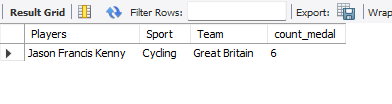 Result Grid Filter Rows: Export: Wrap
Players Sport Team count_medal
Jason Francis Kenny Cycling Great Britain 6